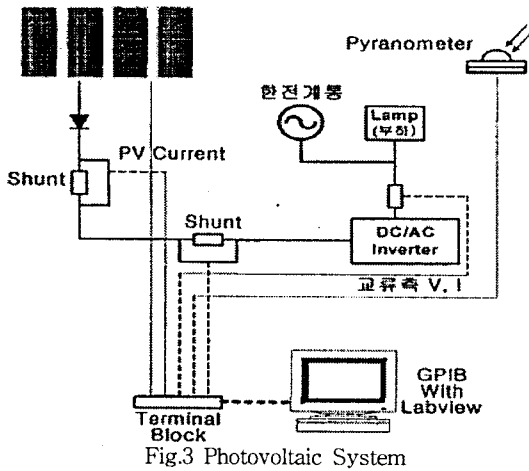 Pyranometer
한전계통
Lamp
(부하)
PV Current
Shunt
Shunt
DC/AC
Inverter
교류측 V, I
GPIB
With
Labview
Terminal
Block
Fig.3 Photovoltaic System